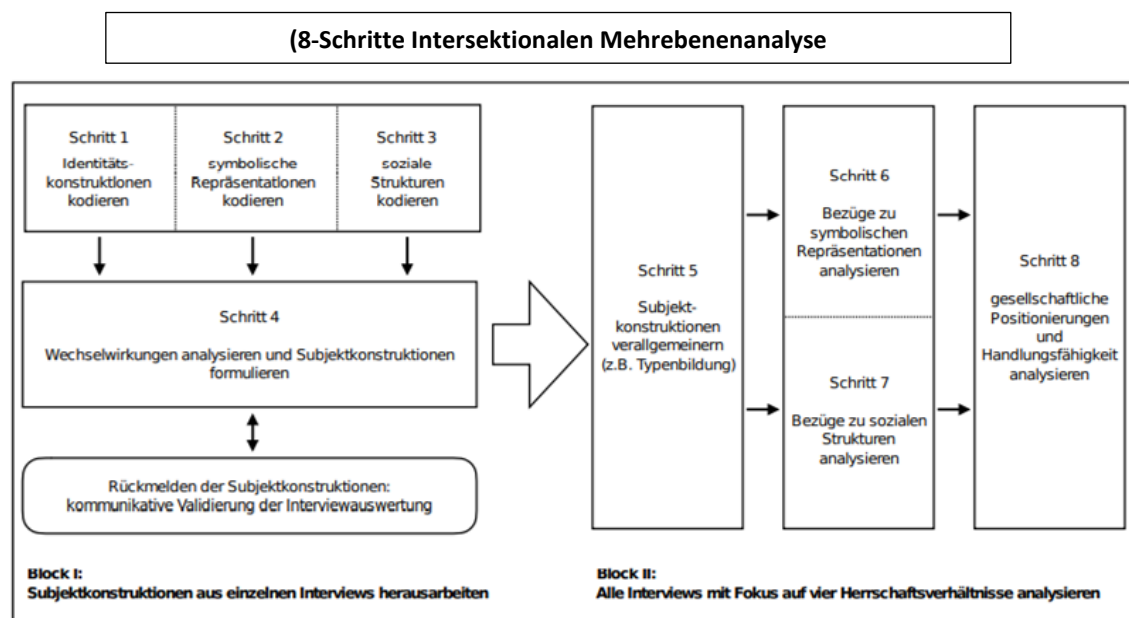 (8-Schritte Intersektionalen Mehrebenenanalyse
Schritt 1
Identitäts-
konstruktionen
kodieren
Schritt 2
symbolische
Repräsentationen
kodieren
Schritt 3
soziale
Strukturen
kodieren
Schritt 4
Wechselwirkungen analysieren und Subjektkonstruktionen
formulieren
Rückmelden der Subjektkonstruktionen:
kommunikative Validierung der Interviewauswertung
Block I:
Subjektkonstruktionen aus einzelnen Interviews herausarbeiten
Schritt 5
Subjekt-
konstruktionen
verallgemeinern
(z.B. Typenbildung)
Schritt 6
Bezüge zu
symbolischen
Repräsentationen
analysieren
Schritt 7
Bezüge zu sozialen
Strukturen
analysieren
Schritt 8
gesellschaftliche
Positionierungen
und
Handlungsfähigkeit
analysieren
Block II:
Alle Interviews mit Fokus auf vier Herrschaftsverhältnisse analysieren